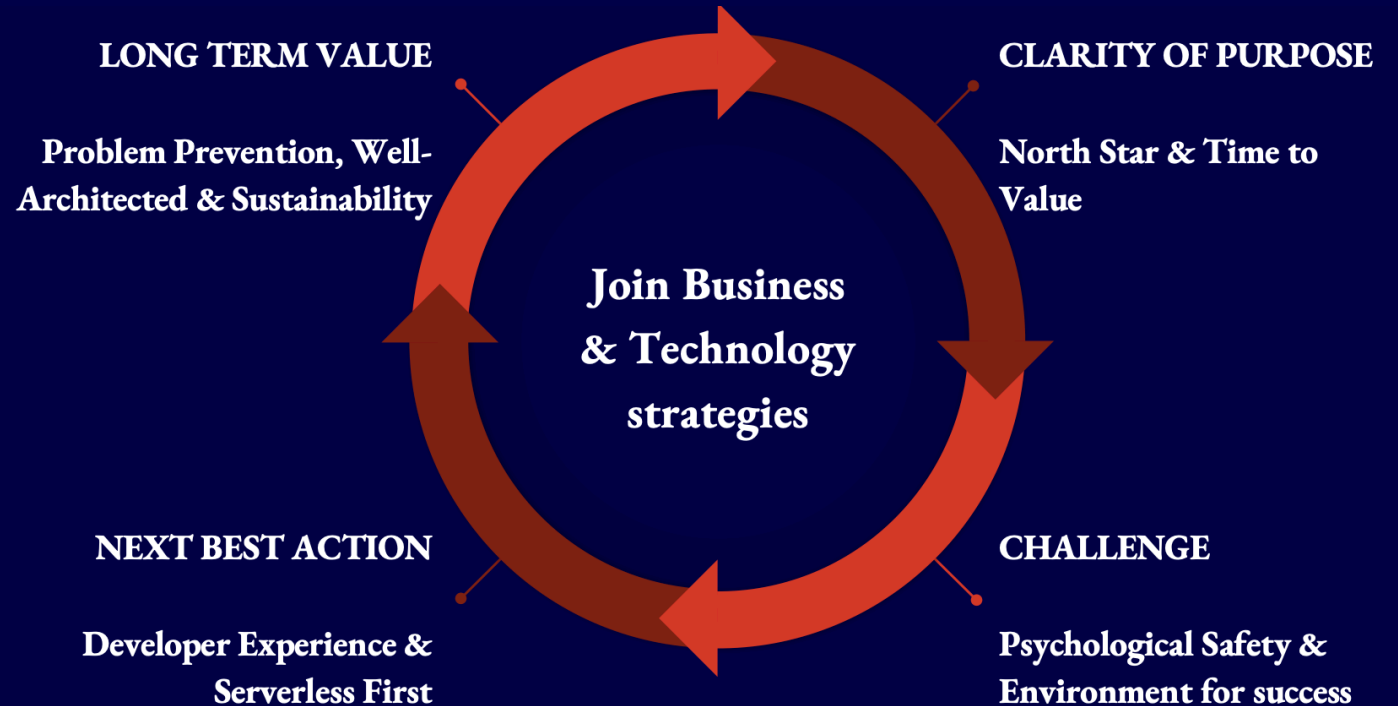 LONG TERM VALUE
Problem Prevention, Well-
Architected & Sustainability
CLARITY OF PURPOSE
North Star & Time to
Value
Join Business
& Technology
strategies
NEXT BEST ACTION
Developer Experience &
Serverless First
CHALLENGE
Psychological Safety &
Environment for success